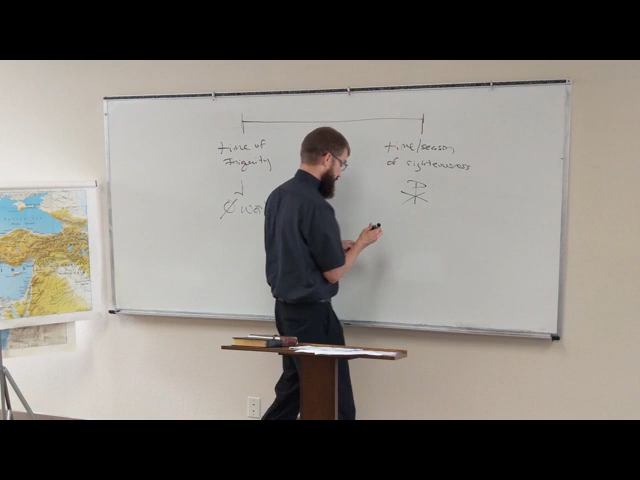 time of
iniquity
time/season
of righteousness